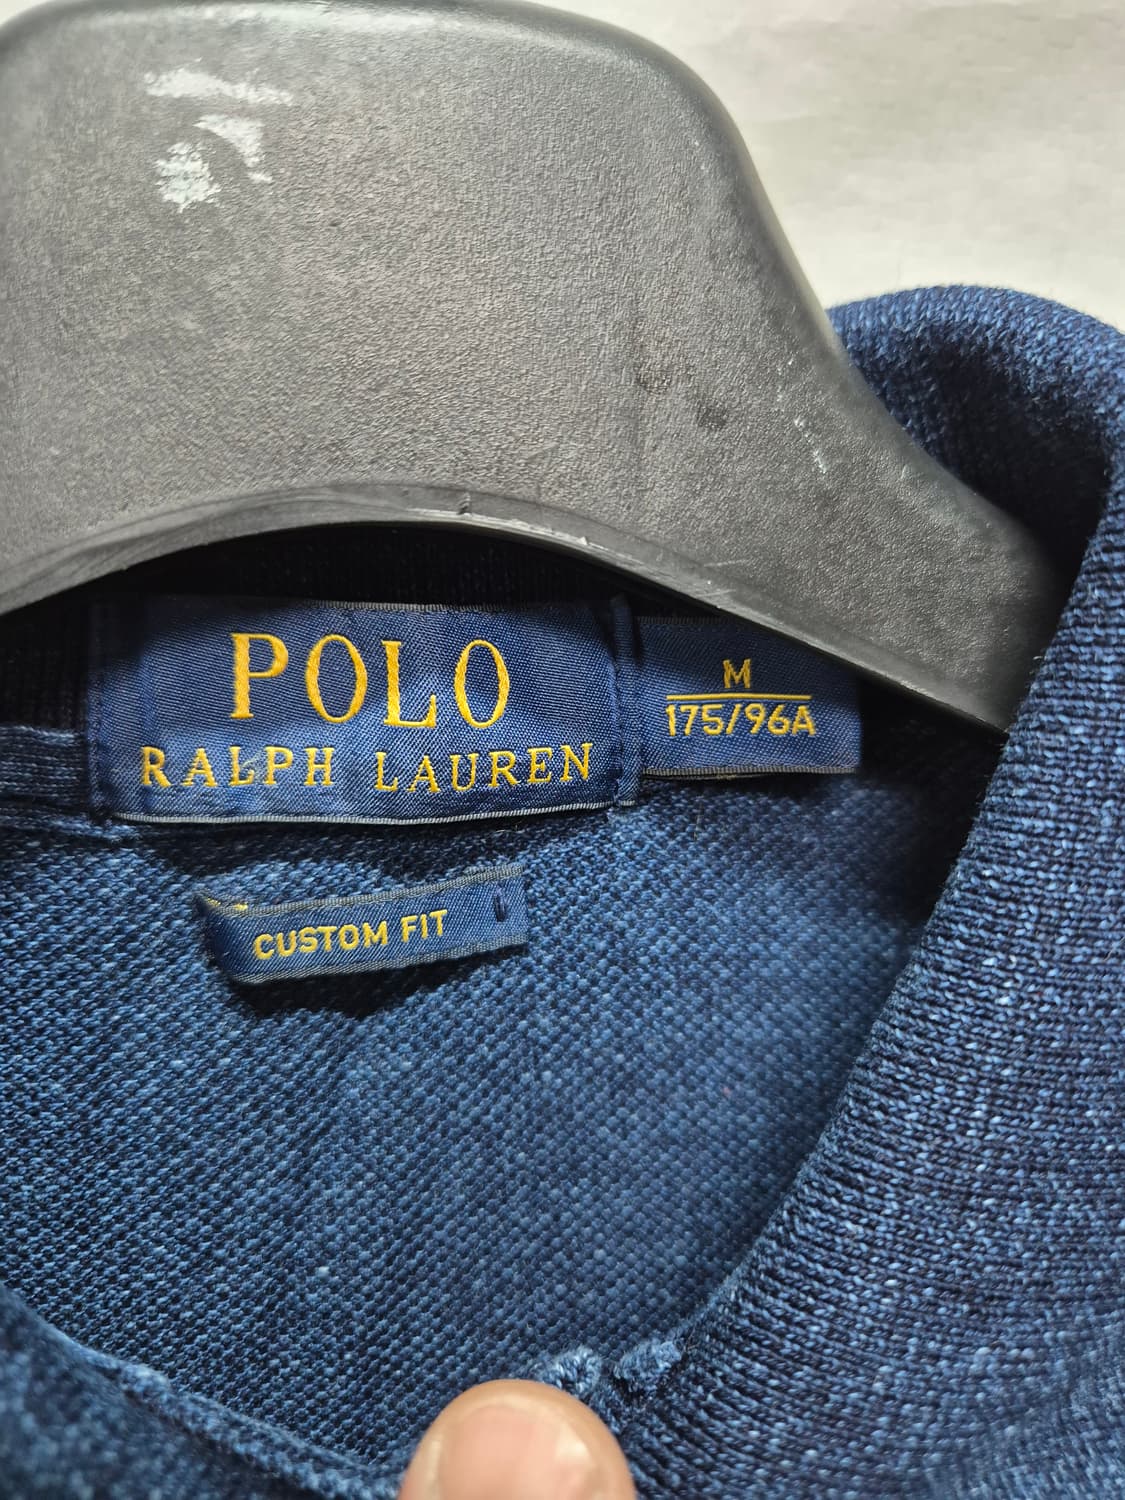 POLO
RALPH LAUREN
M
175/96A
CUSTOM FIT